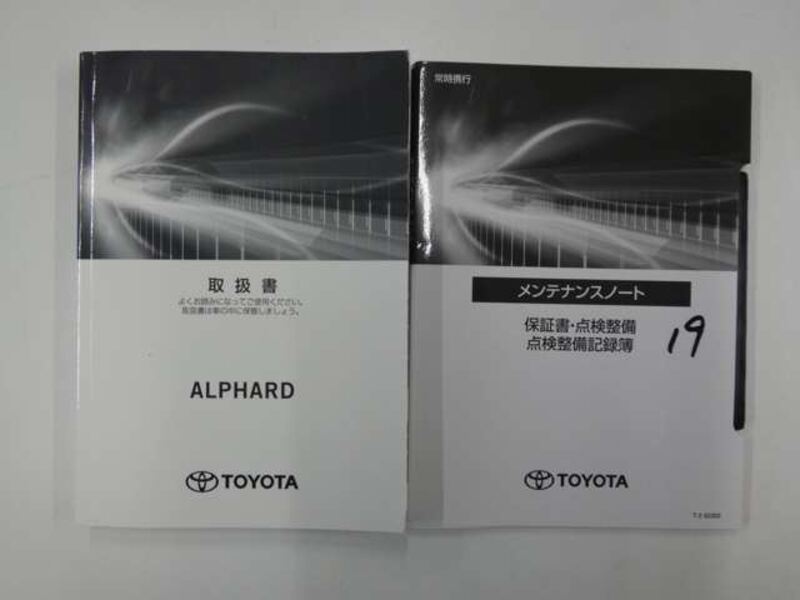 取扱書
よくお読みになってご使用ください。
取扱書は車の中に保管しましょう。
ALPHARD
TOYOTA
常時携行
メンテナンスノート
保証書・点検整備
点検整備記録簿
19
TOYOTA